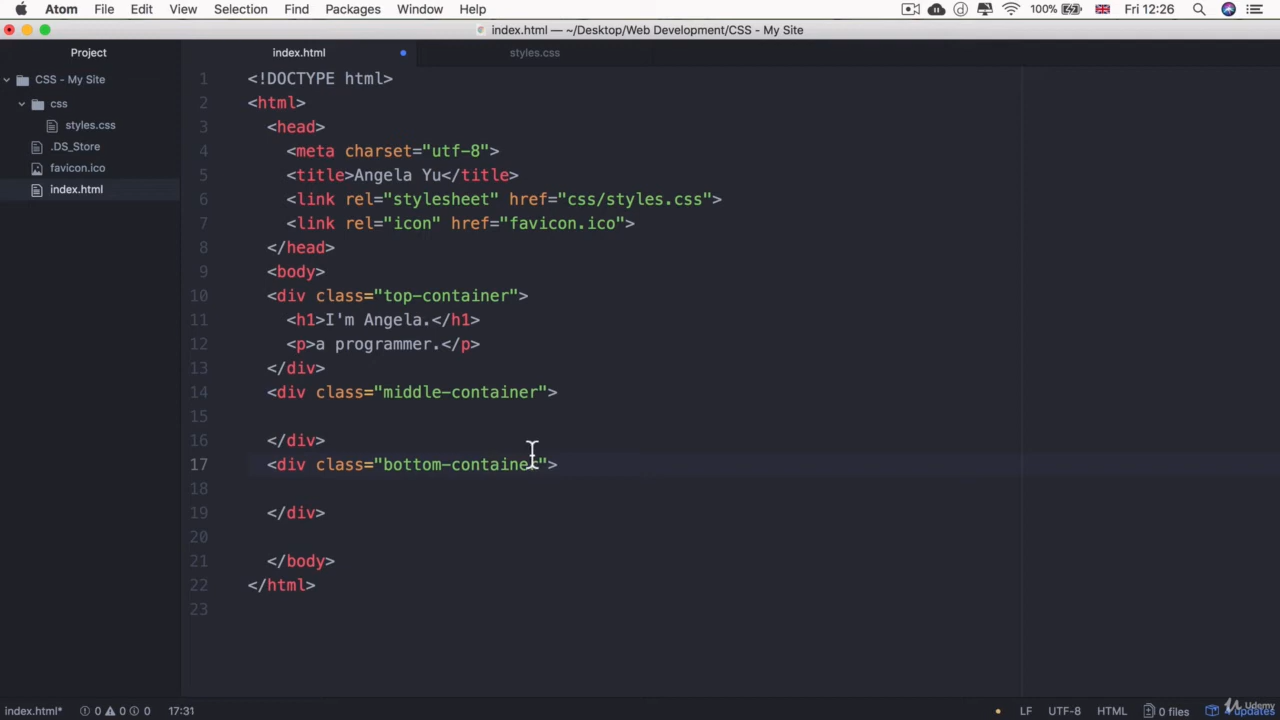 Atom File Edit View Selection Find Packages Window Help 100% Fri 12:26
index.html — ~/Desktop/Web Development/CSS - My Site
Project index.html styles.css
CSS - My Site
css
styles.css
.DS_Store
favicon.ico
index.html
1 <!DOCTYPE html>
2 <html>
3 <head>
4 <meta charset="utf-8">
5 <title>Angela Yu</title>
6 <link rel="stylesheet" href="css/styles.css">
7 <link rel="icon" href="favicon.ico">
8 </head>
9 <body>
10 <div class="top-container">
11 <h1>I'm Angela.</h1>
12 <p>a programmer.</p>
13 </div>
14 <div class="middle-container">
15
16 </div>
17 <div class="bottom-container">
18
19 </div>
20
21 </body>
22 </html>
23
index.html* 0 0 0 17:31 LF UTF-8 HTML 0 files updates
Udemy